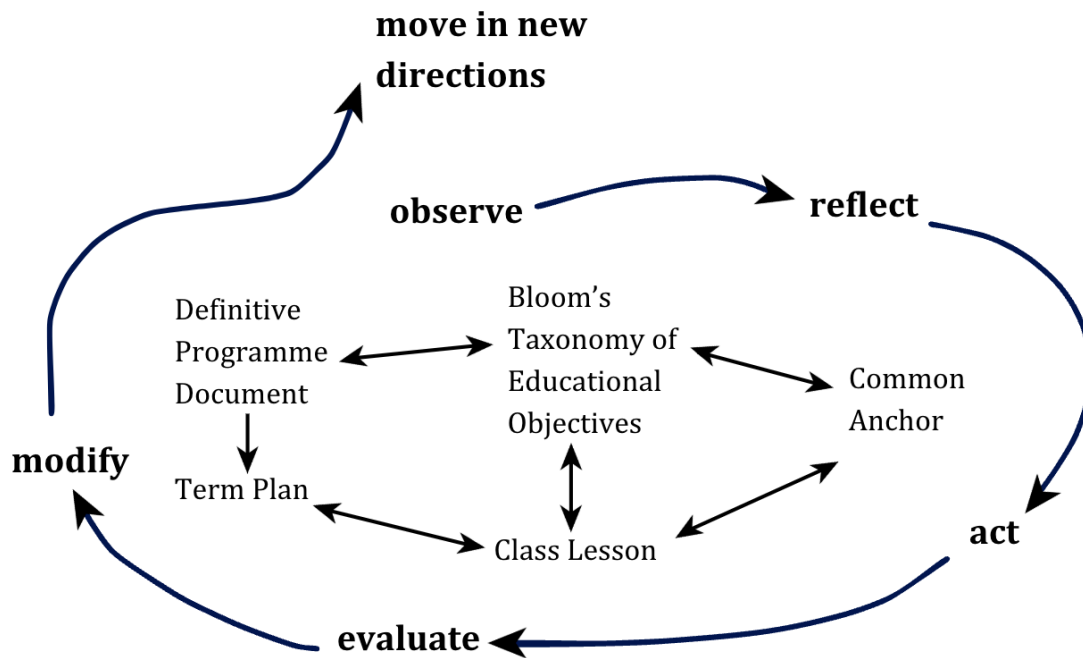 move in new
directions
observe
reflect
Definitive
Programme
Document
Bloom’s
Taxonomy of
Educational
Objectives
Common
Anchor
modify
Term Plan
Class Lesson
act
evaluate